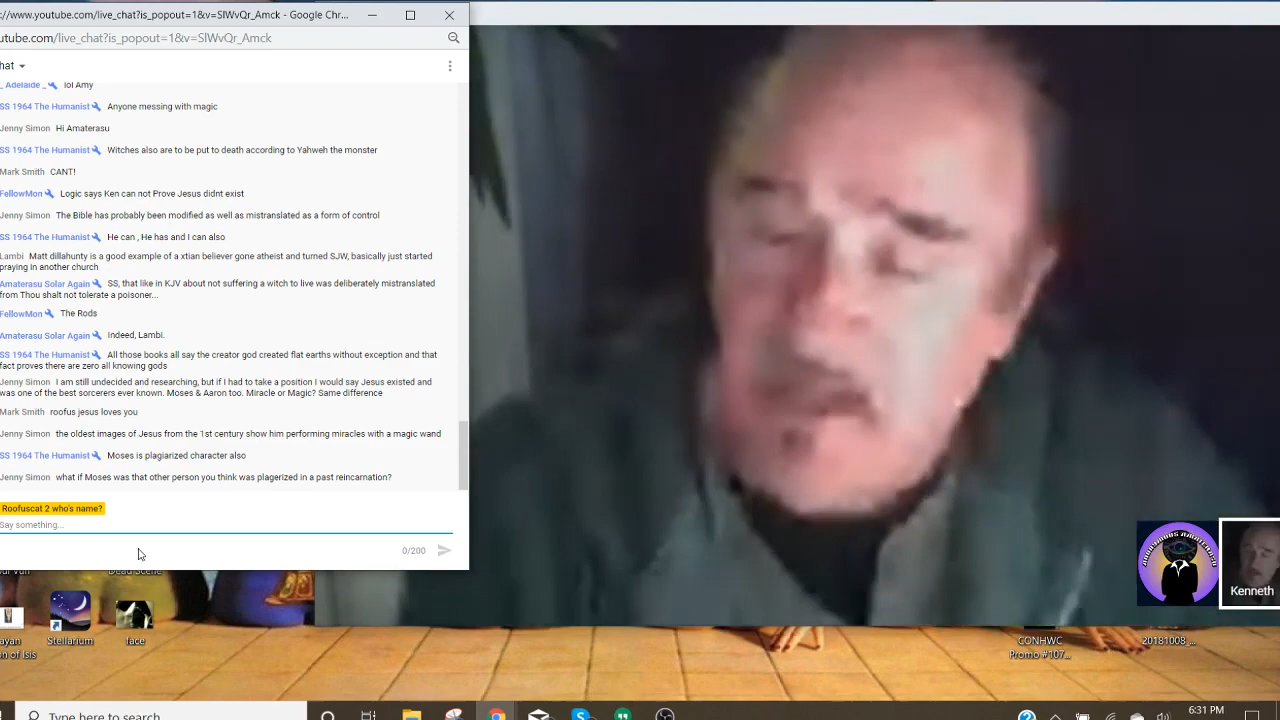 ://www.youtube.com/live_chat?is_popout=1&v=SlWvQr_Amck - Google Chr...
utube.com/live_chat?is_popout=1&v=SlWvQr_Amck
hat
_ Adelaide _ lol Amy
SS 1964 The Humanist Anyone messing with magic
Jenny Simon Hi Amaterasu
SS 1964 The Humanist Witches also are to be put to death according to Yahweh the monster
Mark Smith CANT!
FellowMon Logic says Ken can not Prove Jesus didnt exist
Jenny Simon The Bible has probably been modified as well as mistranslated as a form of control
SS 1964 The Humanist He can , He has and I can also
Lambi Matt dillahunty is a good example of a xtian believer gone atheist and turned SJW, basically just started
praying in another church
Amaterasu Solar Again SS, that like in KJV about not suffering a witch to live was deliberately mistranslated
from Thou shalt not tolerate a poisoner...
FellowMon The Rods
Amaterasu Solar Again Indeed, Lambi.
SS 1964 The Humanist All those books all say the creator god created flat earths without exception and that
fact proves there are zero all knowing gods
Jenny Simon I am still undecided and researching, but if I had to take a position I would say Jesus existed and
was one of the best sorcerers ever known. Moses & Aaron too. Miracle or Magic? Same difference
Mark Smith roofus jesus loves you
Jenny Simon the oldest images of Jesus from the 1st century show him performing miracles with a magic wand
SS 1964 The Humanist Moses is plagiarized character also
Jenny Simon what if Moses was that other person you think was plagerized in a past reincarnation?
Roofuscat 2 who's name?
Say something...
0/200
Dead Scene
Stellarium
face
ayan
on of Isis
Kenneth
CONHWC
Promo #107...
20181008_...
Type here to search
6:31 PM